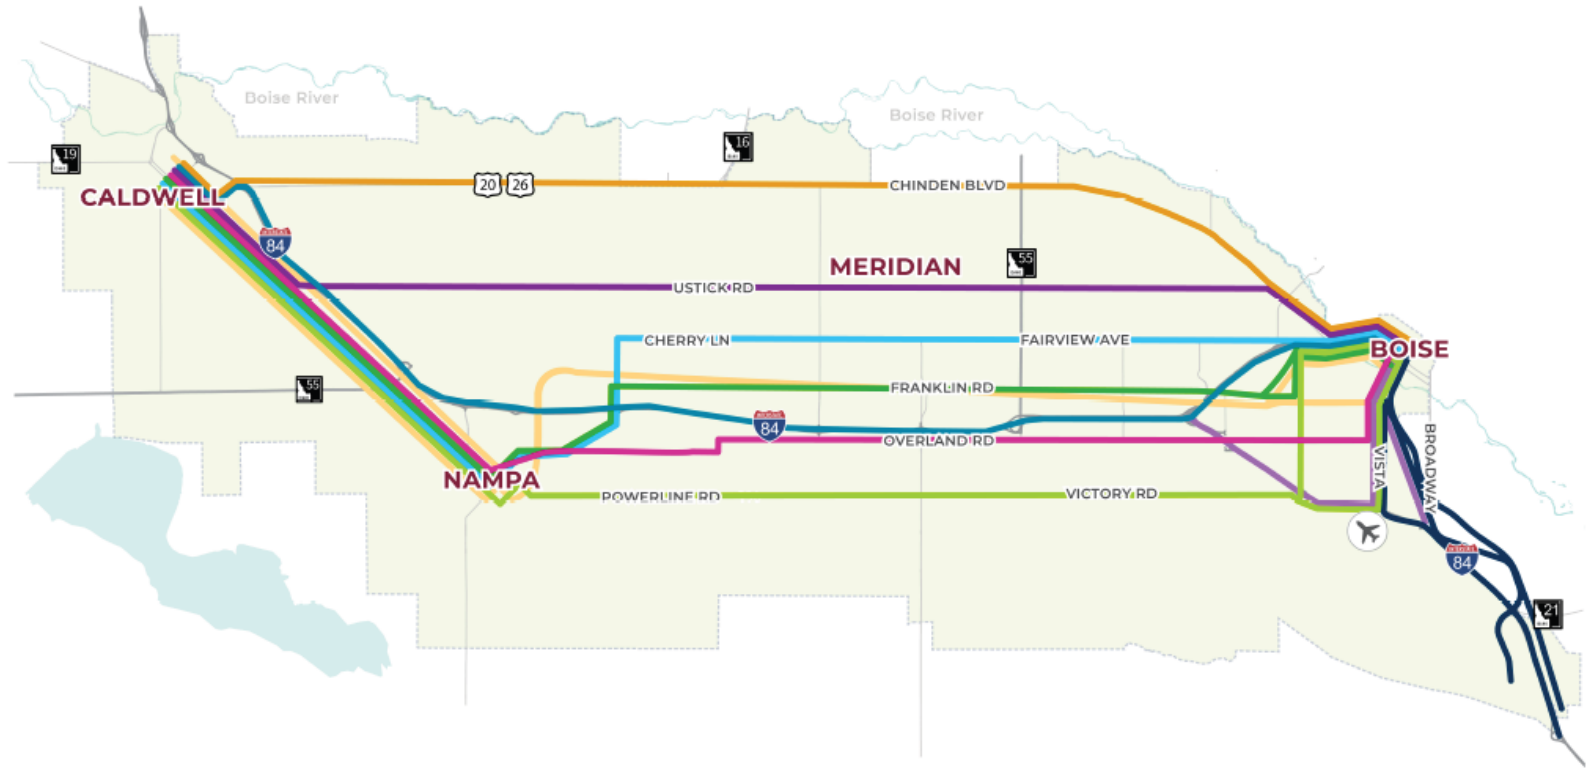 Boise River
Boise River
16
19
CALDWELL
20
26
CHINDEN BLVD
84
MERIDIAN
55
USTICK RD
CHERRY LN
FAIRVIEW AVE
BOISE
55
FRANKLIN RD
84
OVERLAND RD
NAMPA
VISTA
BROADWAY
POWERLINE RD
VICTORY RD
84
21